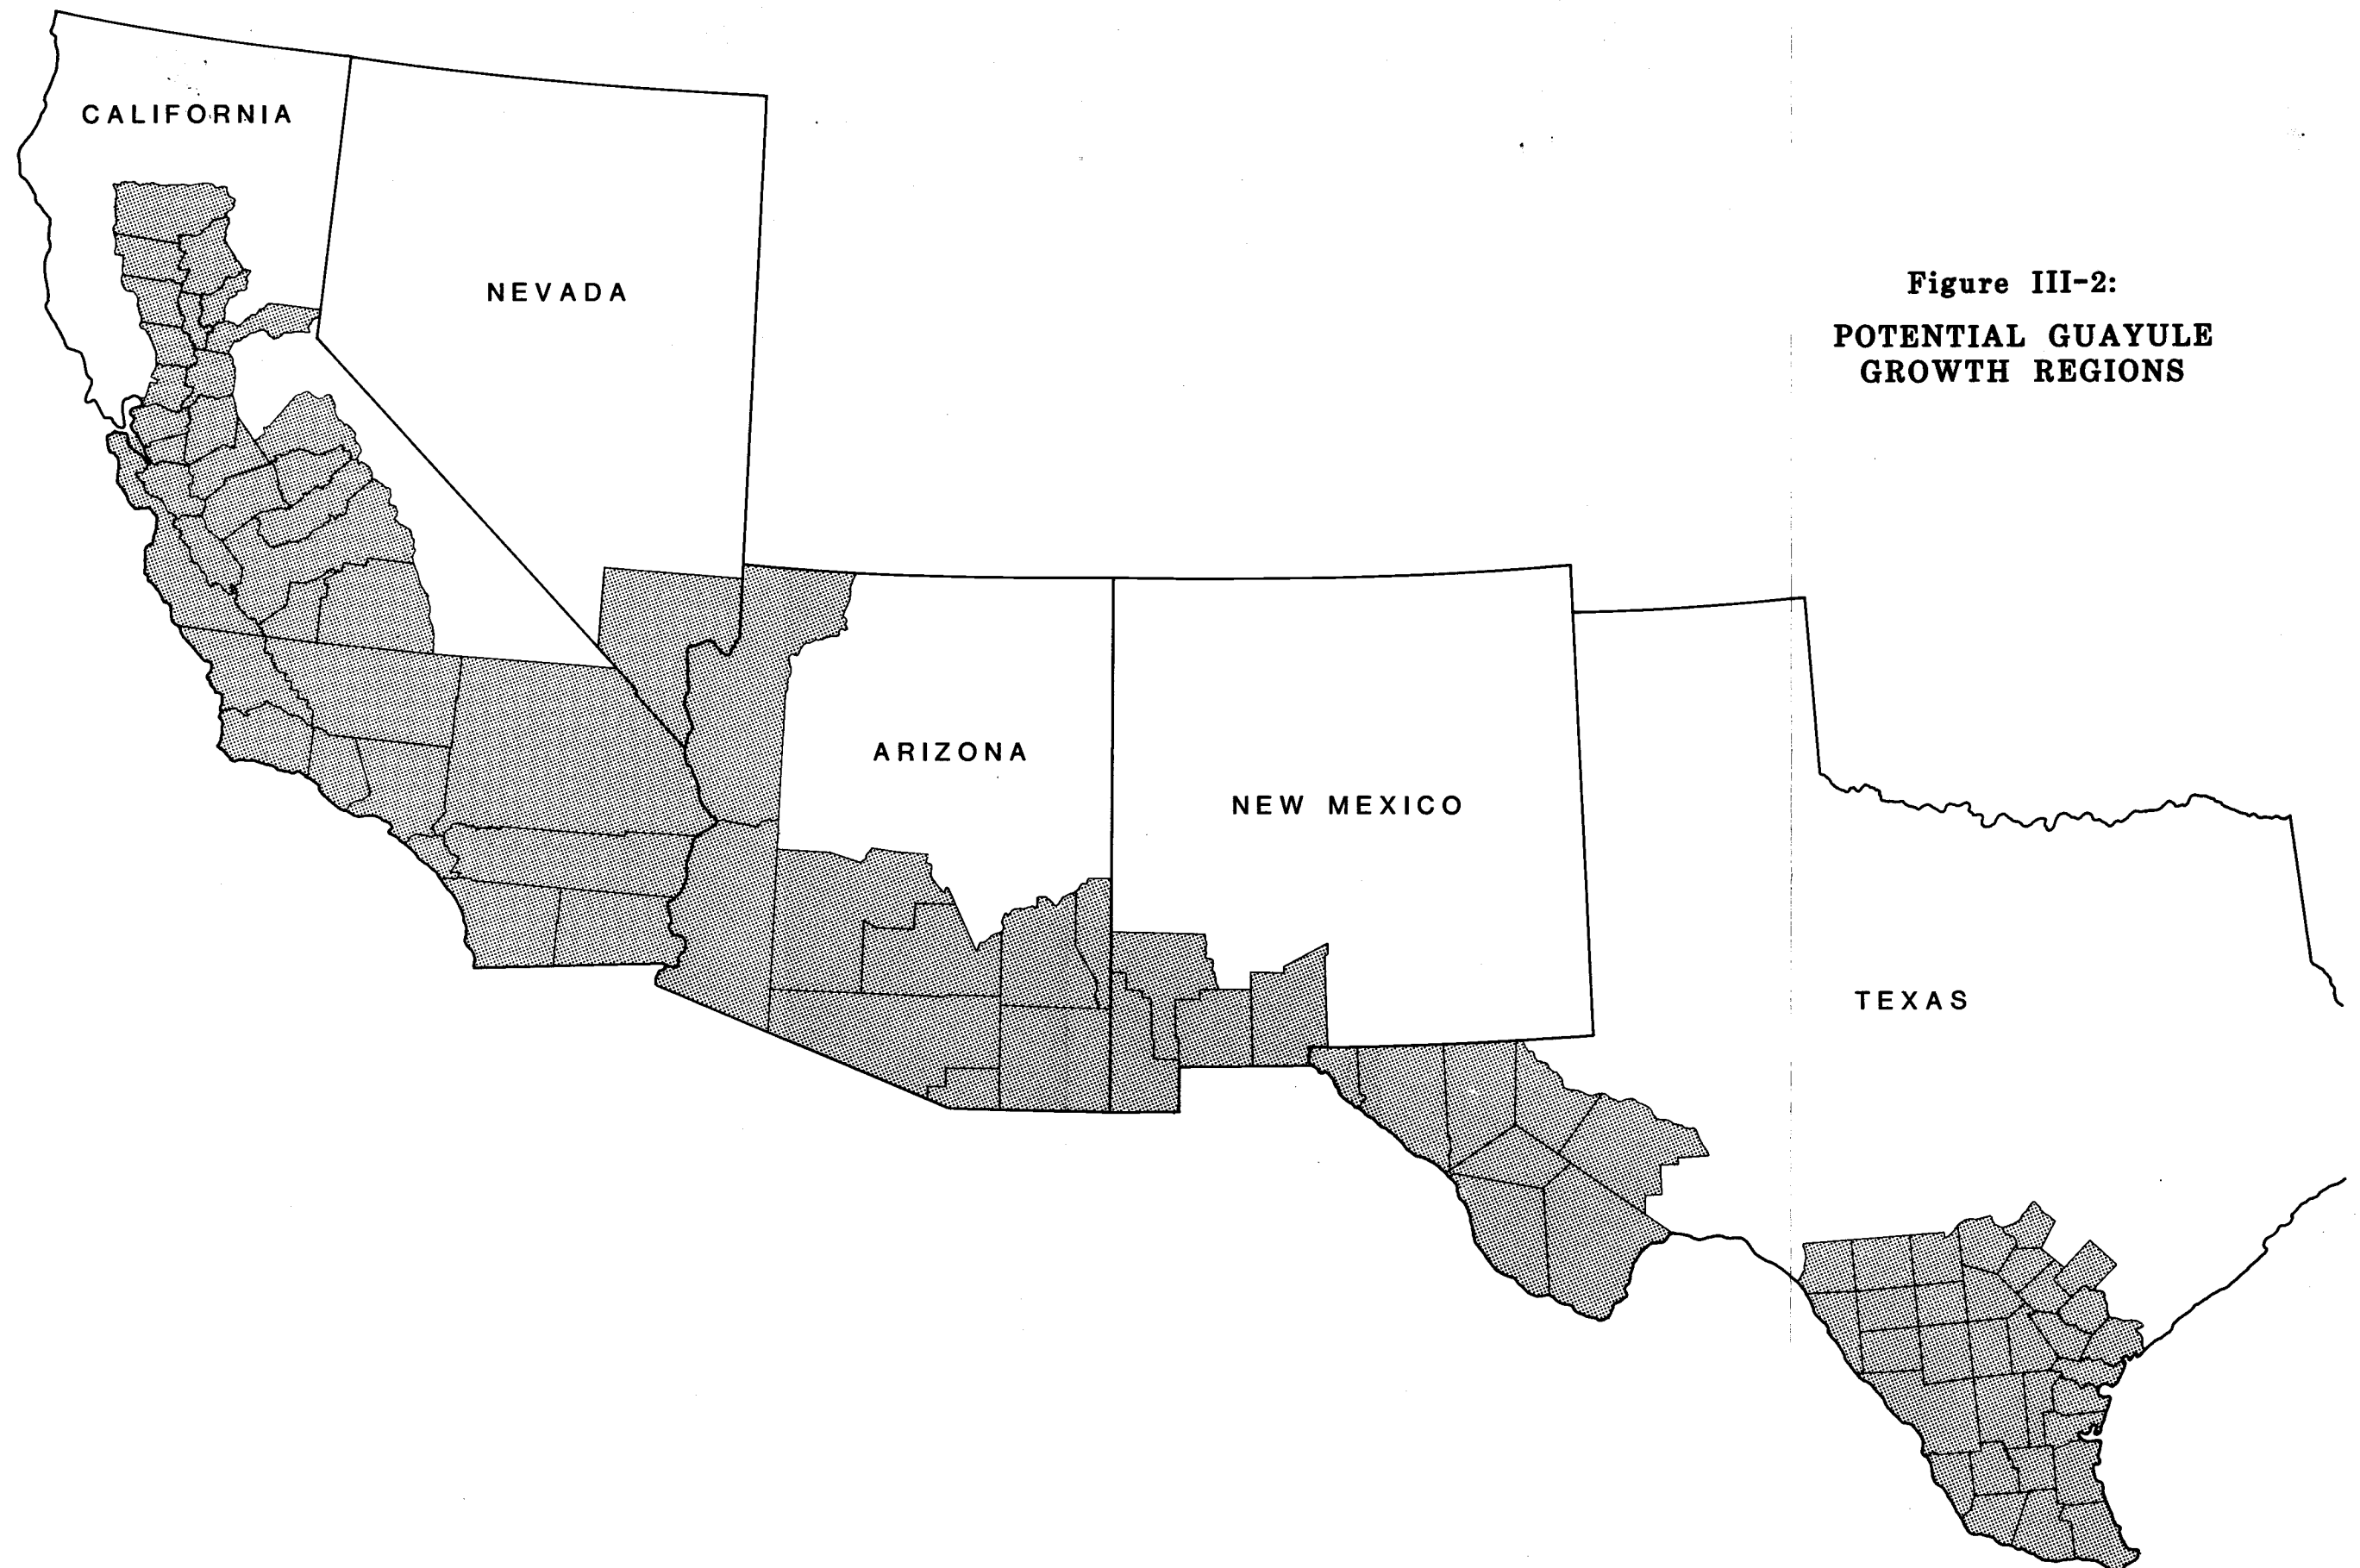 CALIFORNIA
NEVADA
Figure III-2:
POTENTIAL GUAYULE
GROWTH REGIONS
ARIZONA
NEW MEXICO
TEXAS